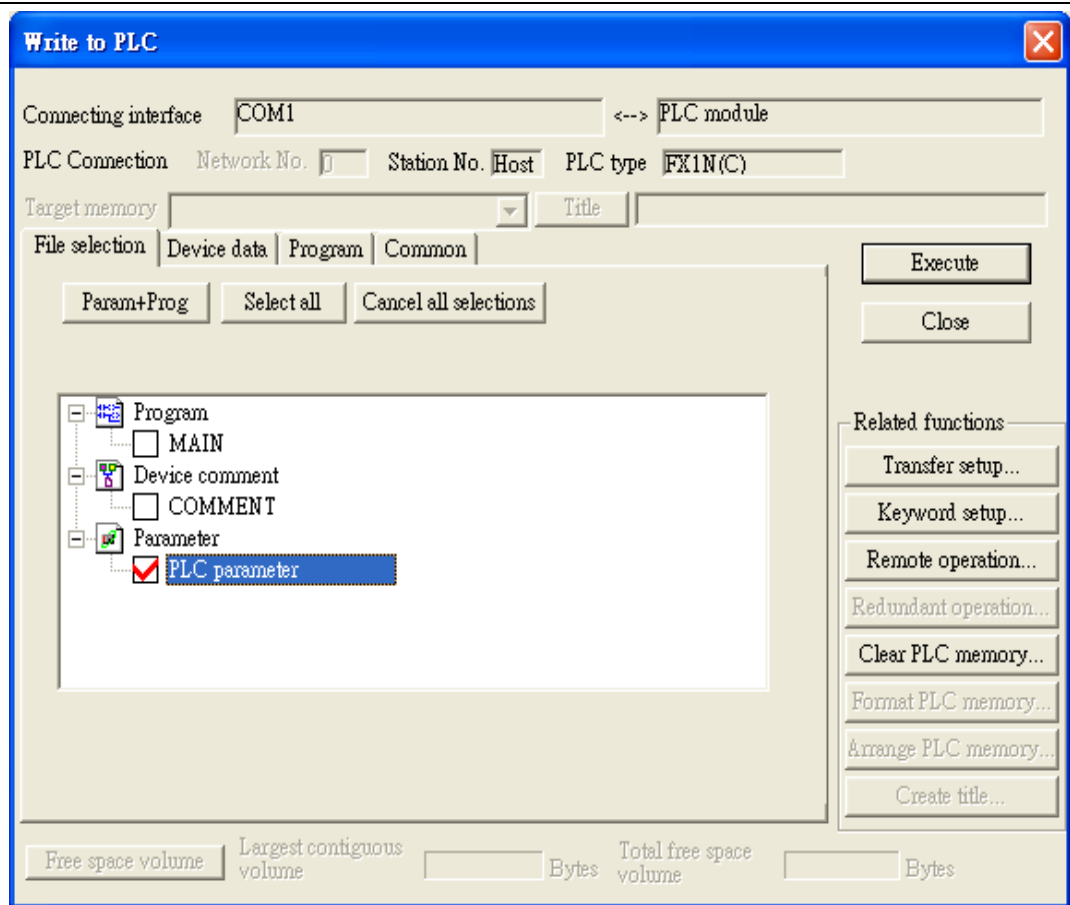 Write to PLC
Connecting interface COM1 <--> PLC module
PLC Connection Network No. 0 Station No. Host PLC type FX1N(C)
Target memory Title
File selection Device data Program Common
Execute
Param+Prog Select all Cancel all selections
Close
Program
MAIN
Device comment
COMMENT
Parameter
PLC parameter
Related functions
Transfer setup...
Keyword setup...
Remote operation...
Redundant operation...
Clear PLC memory...
Format PLC memory...
Arrange PLC memory...
Create title...
Free space volume Largest contiguous volume Bytes Total free space volume Bytes